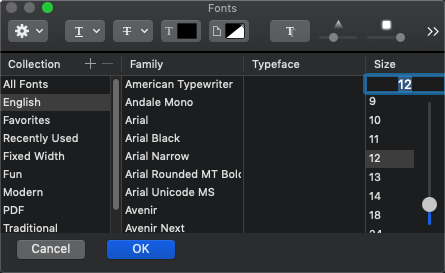 Fonts
T T T T
Collection + − Family Typeface Size
12
All Fonts American Typewriter
English Andale Mono 9
Favorites Arial 10
Recently Used Arial Black 11
Fixed Width Arial Narrow 12
Fun Arial Rounded MT Bol 13
Modern Arial Unicode MS 14
PDF Avenir 18
Traditional Avenir Next
Cancel OK